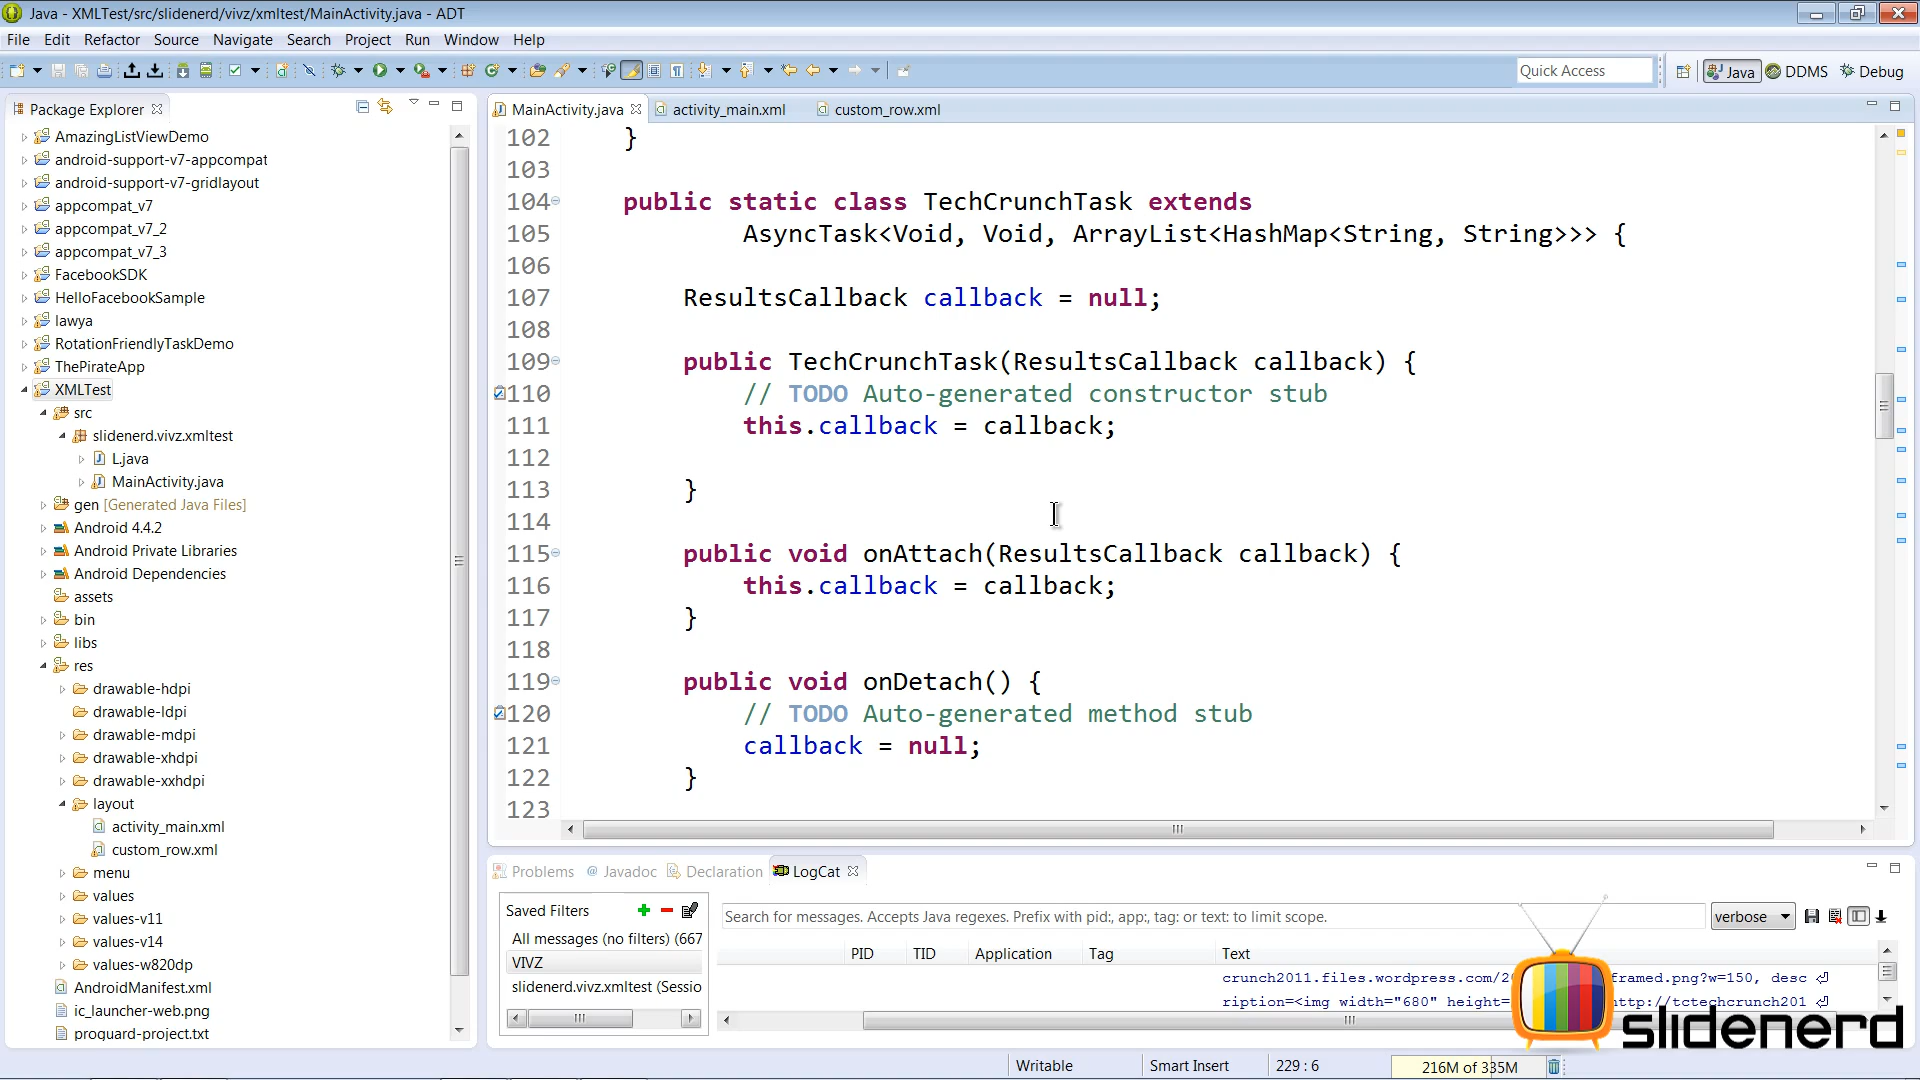 Java - XMLTest/src/slidenerd/vivz/xmltest/MainActivity.java - ADT
File Edit Refactor Source Navigate Search Project Run Window Help
Quick Access Java DDMS Debug
Package Explorer
AmazingListViewDemo
android-support-v7-appcompat
android-support-v7-gridlayout
appcompat_v7
appcompat_v7_2
appcompat_v7_3
FacebookSDK
HelloFacebookSample
lawya
RotationFriendlyTaskDemo
ThePirateApp
XMLTest
src
slidenerd.vivz.xmltest
L.java
MainActivity.java
gen [Generated Java Files]
Android 4.4.2
Android Private Libraries
Android Dependencies
assets
bin
libs
res
drawable-hdpi
drawable-ldpi
drawable-mdpi
drawable-xhdpi
drawable-xxhdpi
layout
activity_main.xml
custom_row.xml
menu
values
values-v11
values-v14
values-w820dp
AndroidManifest.xml
ic_launcher-web.png
proguard-project.txt
MainActivity.java activity_main.xml custom_row.xml
102 }
103
104 public static class TechCrunchTask extends
105 AsyncTask<Void, Void, ArrayList<HashMap<String, String>>> {
106
107 ResultsCallback callback = null;
108
109 public TechCrunchTask(ResultsCallback callback) {
110 // TODO Auto-generated constructor stub
111 this.callback = callback;
112
113 }
114
115 public void onAttach(ResultsCallback callback) {
116 this.callback = callback;
117 }
118
119 public void onDetach() {
120 // TODO Auto-generated method stub
121 callback = null;
122 }
123
Problems @ Javadoc Declaration LogCat
Saved Filters
All messages (no filters) (667
VIVZ
slidenerd.vivz.xmltest (Sessio
Search for messages. Accepts Java regexes. Prefix with pid:, app:, tag: or text: to limit scope.
verbose
PID TID Application Tag Text
crunch2011.files.wordpress.com/20 framed.png?w=150, desc
ription=<img width="680" height= http://tctechcrunch201
slidenerd
Writable Smart Insert 229 : 6 216M of 335M